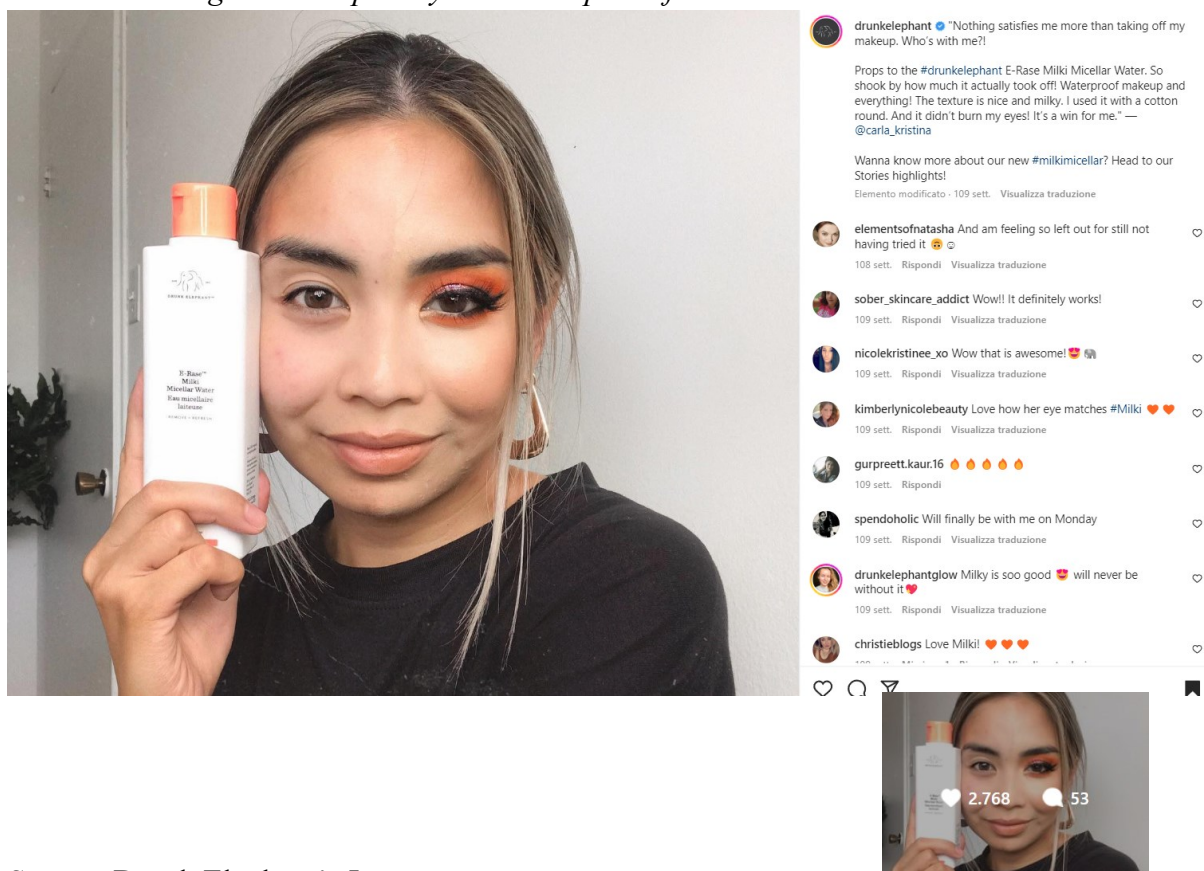 drunkelephant "Nothing satisfies me more than taking off my
makeup. Who's with me?!
Props to the #drunkelephant E-Rase Milki Micellar Water. So
shook by how much it actually took off! Waterproof makeup and
everything! The texture is nice and milky. I used it with a cotton
round. And it didn't burn my eyes! It's a win for me." —
@carla_kristina
Wanna know more about our new #milkimicellar? Head to our
Stories highlights!
Elemento modificato · 109 sett. Visualizza traduzione
elementsofnatasha And am feeling so left out for still not
having tried it 🙃 ☺
108 sett. Rispondi Visualizza traduzione
sober_skincare_addict Wow!! It definitely works!
109 sett. Rispondi Visualizza traduzione
nicolekristinee_xo Wow that is awesome!😍 🐘
109 sett. Rispondi Visualizza traduzione
kimberlynicolebeauty Love how her eye matches #Milki 🧡 🧡
109 sett. Rispondi Visualizza traduzione
gurpreett.kaur.16 🔥 🔥 🔥 🔥 🔥
109 sett. Rispondi
spendoholic Will finally be with me on Monday
109 sett. Rispondi Visualizza traduzione
drunkelephantglow Milky is soo good 😍 will never be
without it💖
109 sett. Rispondi Visualizza traduzione
christieblogs Love Milki! 🧡 🧡 🧡
DRUNK ELEPHANT™
E-Rase™
Milki
Micellar Water
Eau micellaire
laiteuse
2.768 53